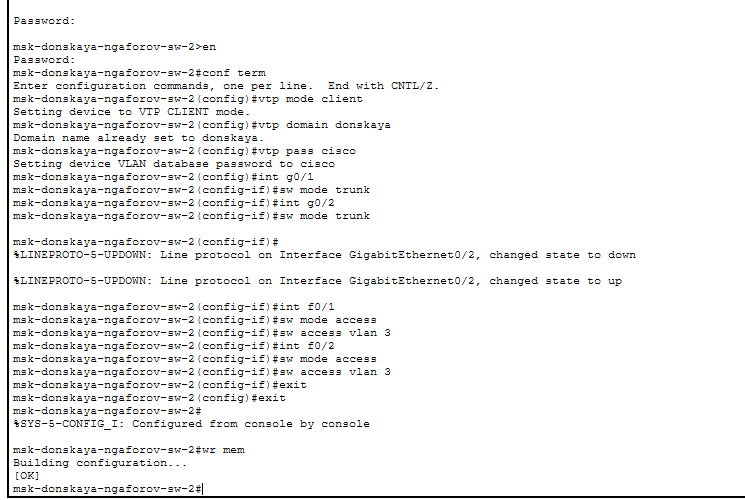 Password:
msk-donskaya-ngaforov-sw-2>en
Password:
msk-donskaya-ngaforov-sw-2#conf term
Enter configuration commands, one per line.  End with CNTL/Z.
msk-donskaya-ngaforov-sw-2(config)#vtp mode client
Setting device to VTP CLIENT mode.
msk-donskaya-ngaforov-sw-2(config)#vtp domain donskaya
Domain name already set to donskaya.
msk-donskaya-ngaforov-sw-2(config)#vtp pass cisco
Setting device VLAN database password to cisco
msk-donskaya-ngaforov-sw-2(config)#int g0/1
msk-donskaya-ngaforov-sw-2(config-if)#sw mode trunk
msk-donskaya-ngaforov-sw-2(config-if)#int g0/2
msk-donskaya-ngaforov-sw-2(config-if)#sw mode trunk
msk-donskaya-ngaforov-sw-2(config-if)#
%LINEPROTO-5-UPDOWN: Line protocol on Interface GigabitEthernet0/2, changed state to down
%LINEPROTO-5-UPDOWN: Line protocol on Interface GigabitEthernet0/2, changed state to up
msk-donskaya-ngaforov-sw-2(config-if)#int f0/1
msk-donskaya-ngaforov-sw-2(config-if)#sw mode access
msk-donskaya-ngaforov-sw-2(config-if)#sw access vlan 3
msk-donskaya-ngaforov-sw-2(config-if)#int f0/2
msk-donskaya-ngaforov-sw-2(config-if)#sw mode access
msk-donskaya-ngaforov-sw-2(config-if)#sw access vlan 3
msk-donskaya-ngaforov-sw-2(config-if)#exit
msk-donskaya-ngaforov-sw-2(config)#exit
msk-donskaya-ngaforov-sw-2#
%SYS-5-CONFIG_I: Configured from console by console
msk-donskaya-ngaforov-sw-2#wr mem
Building configuration...
[OK]
msk-donskaya-ngaforov-sw-2#